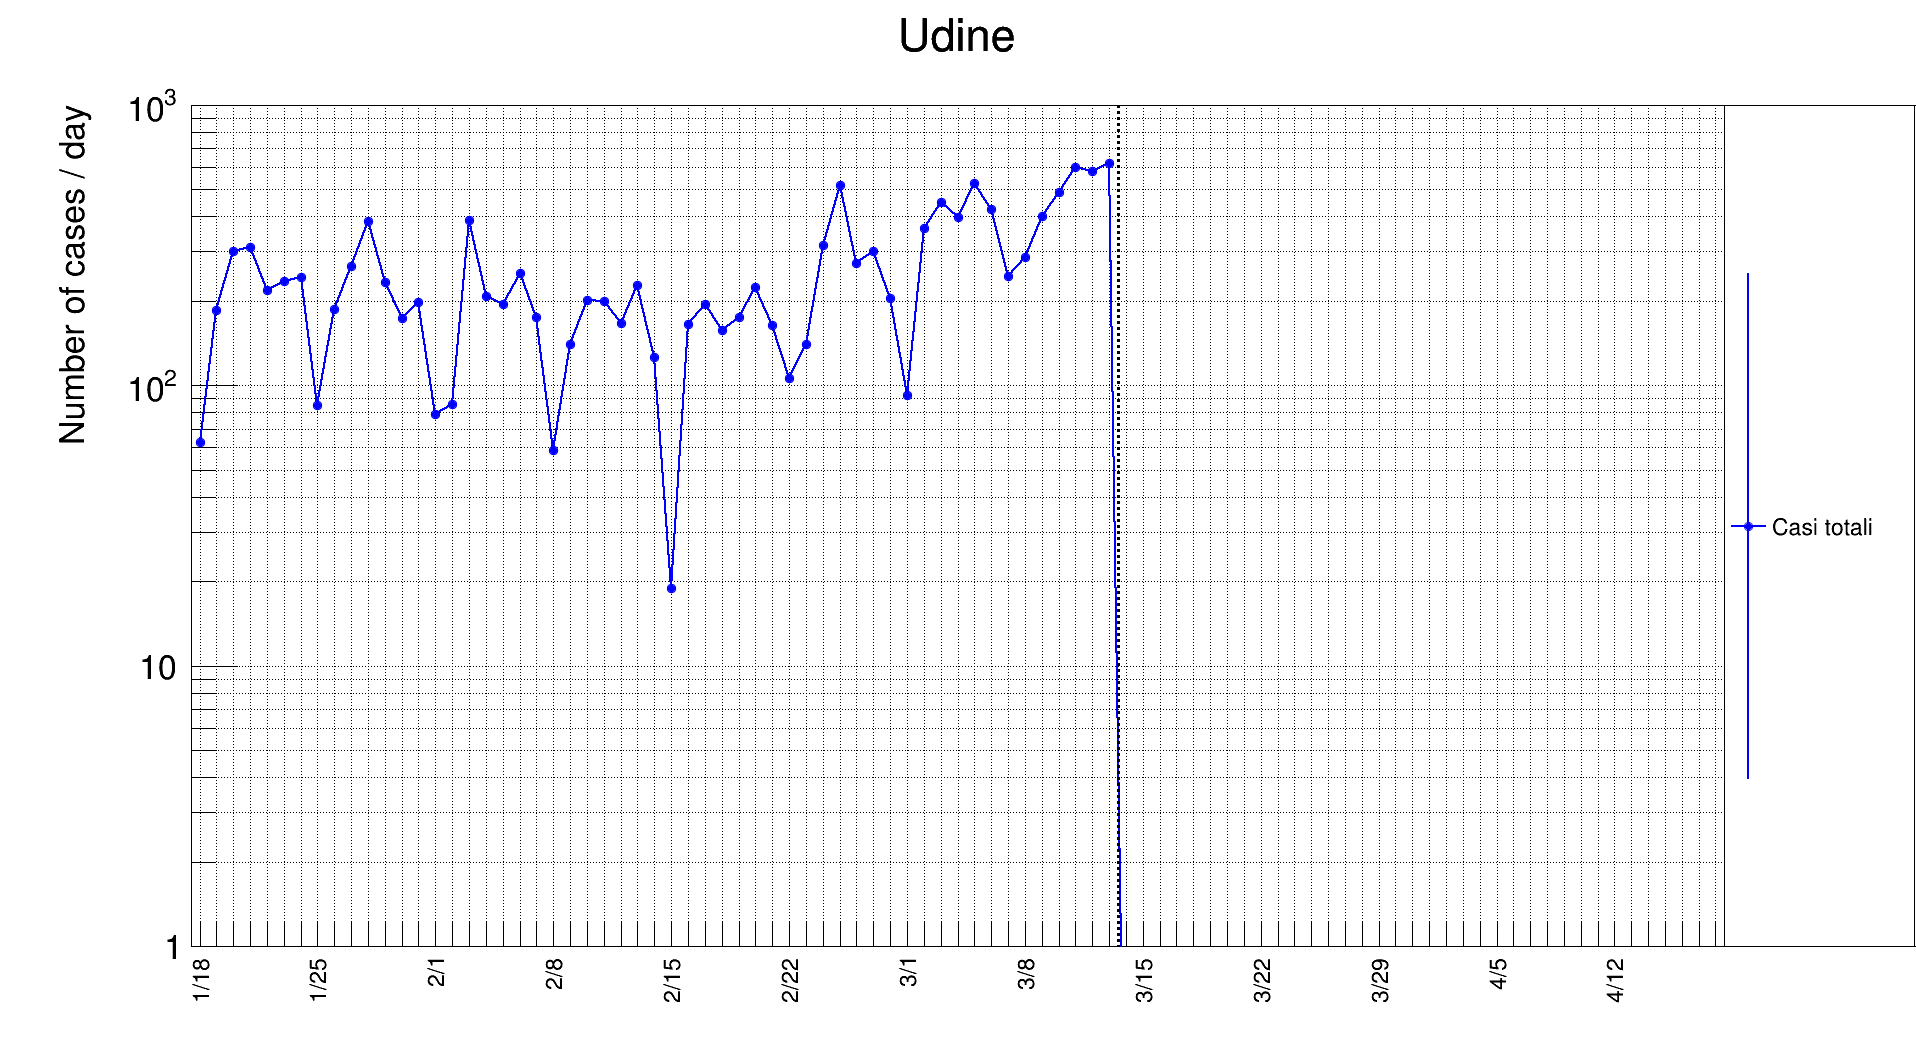 Udine
Number of cases / day
10³
10²
10
1
1/18 1/25 2/1 2/8 2/15 2/22 3/1 3/8 3/15 3/22 3/29 4/5 4/12
Casi totali